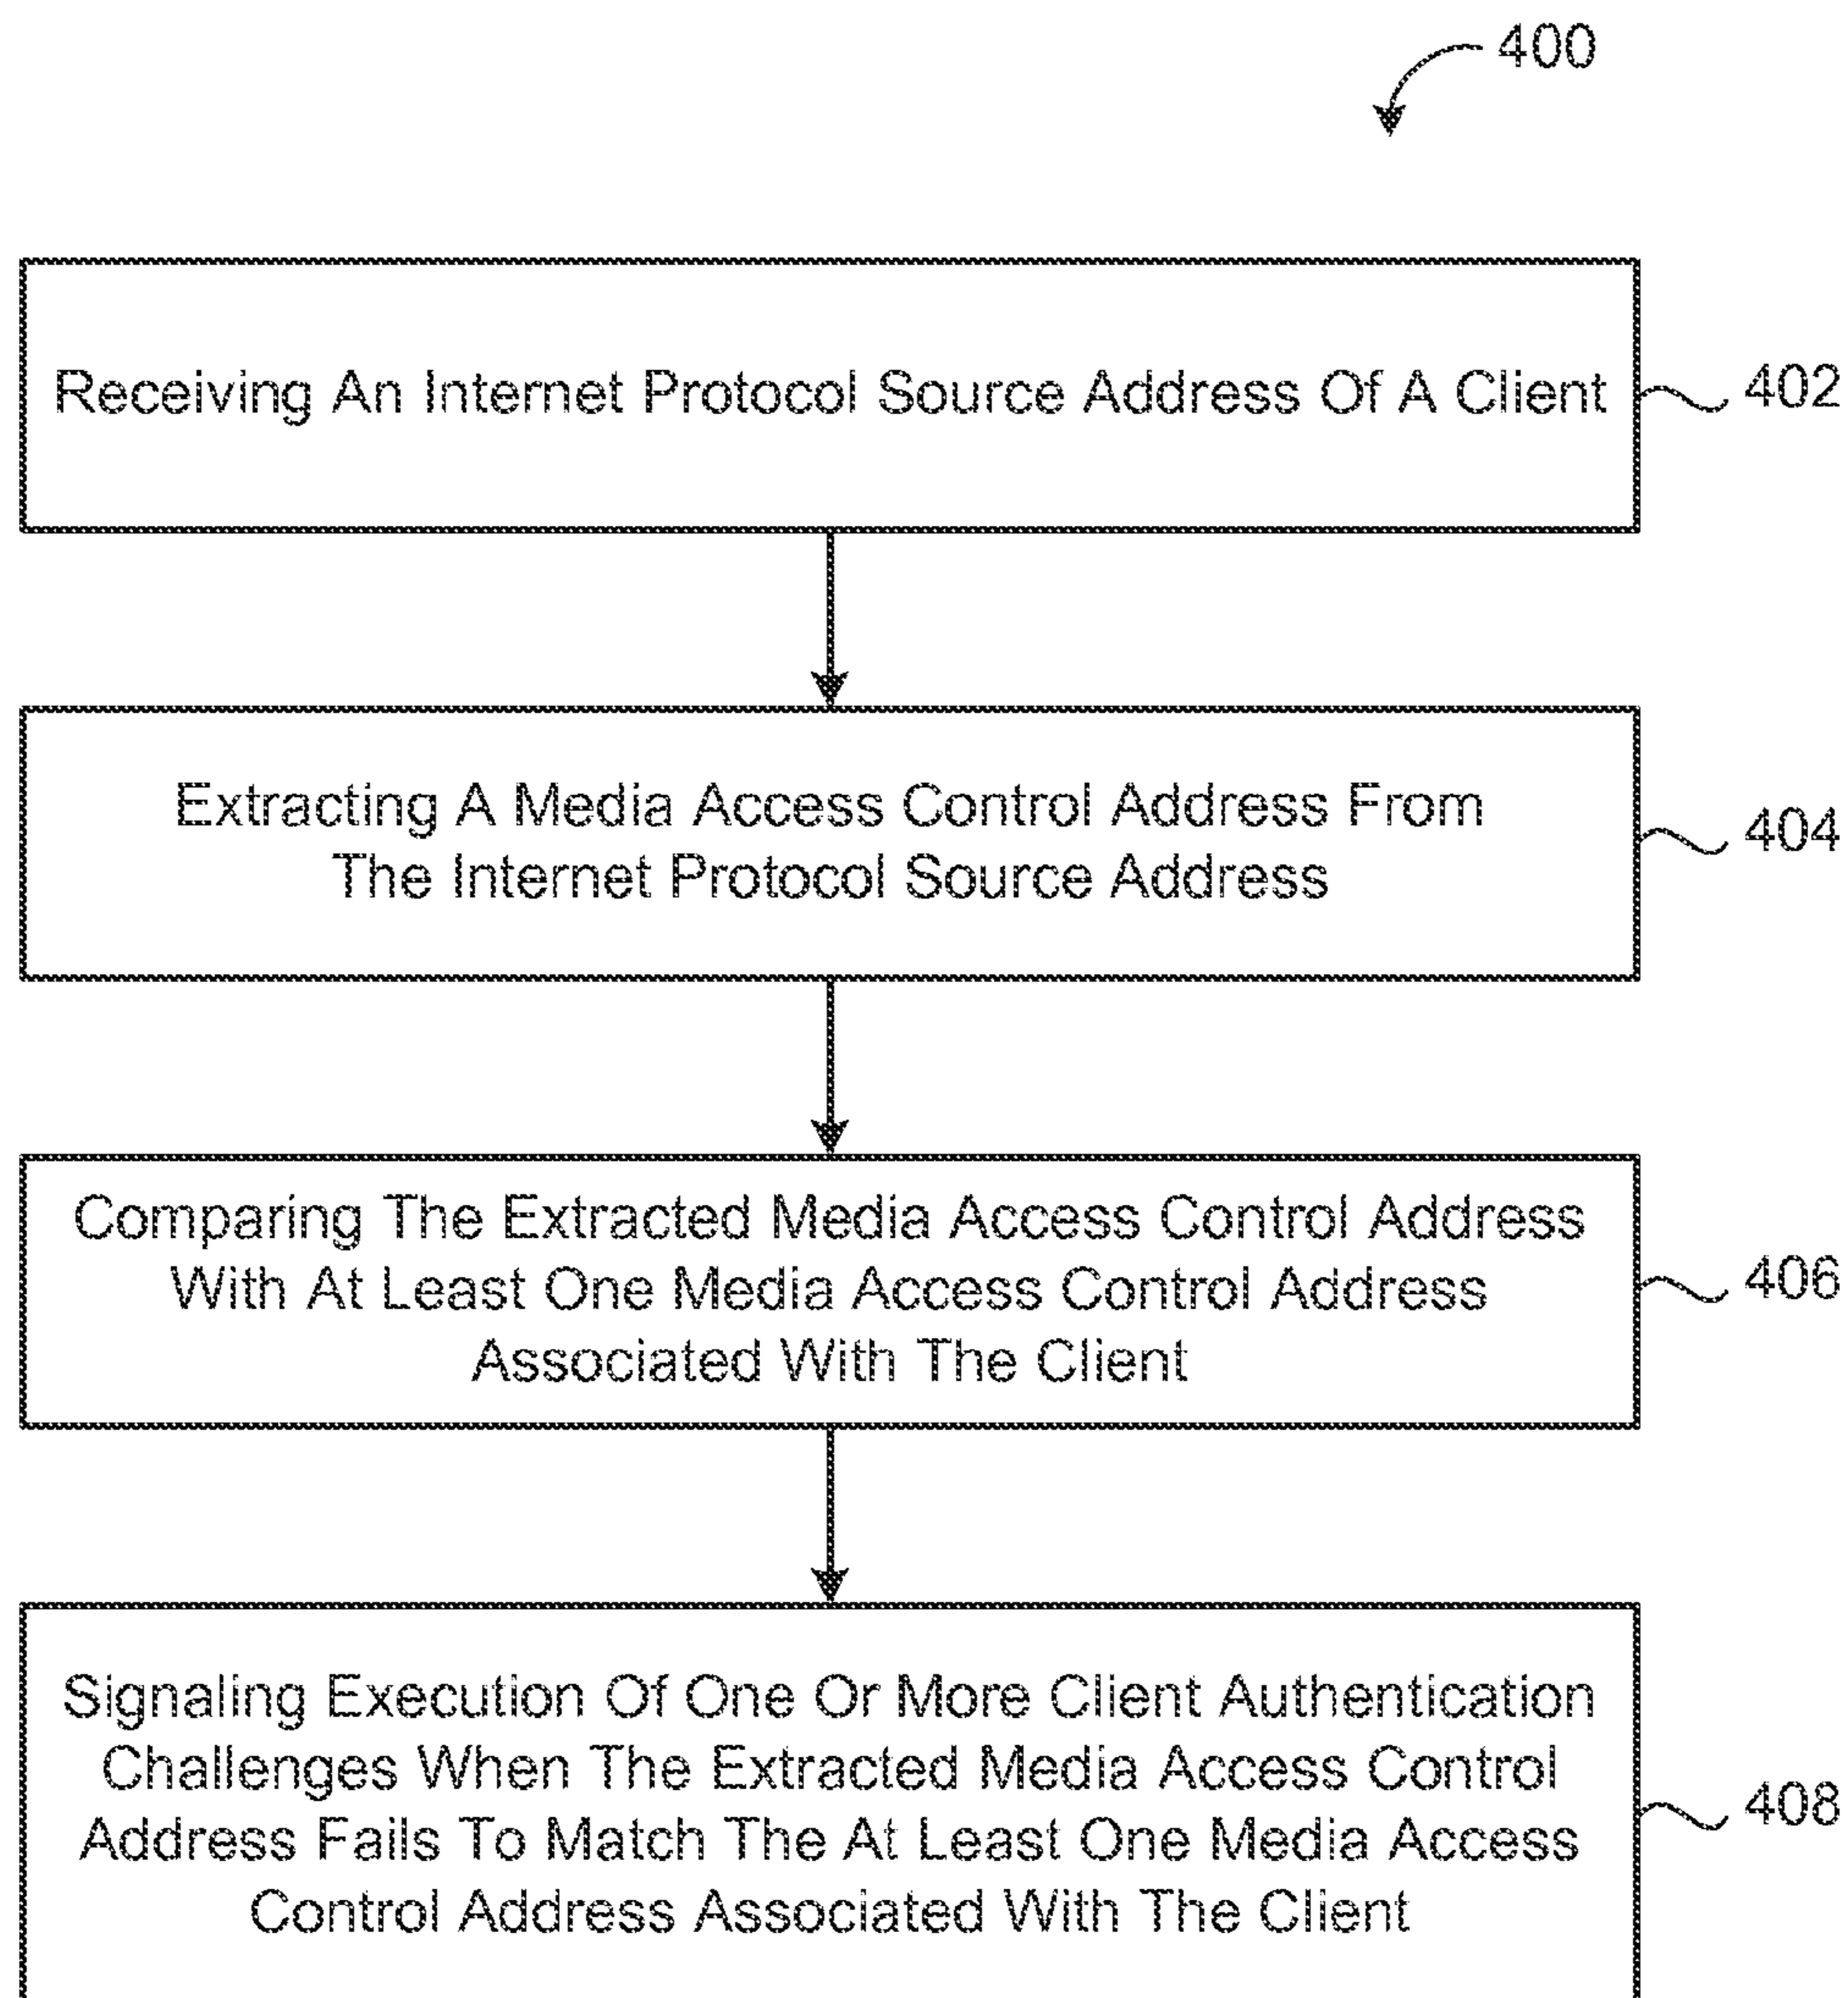 400
Receiving An Internet Protocol Source Address Of A Client
402
Extracting A Media Access Control Address From
The Internet Protocol Source Address
404
Comparing The Extracted Media Access Control Address
With At Least One Media Access Control Address
Associated With The Client
406
Signaling Execution Of One Or More Client Authentication
Challenges When The Extracted Media Access Control
Address Fails To Match The At Least One Media Access
Control Address Associated With The Client
408